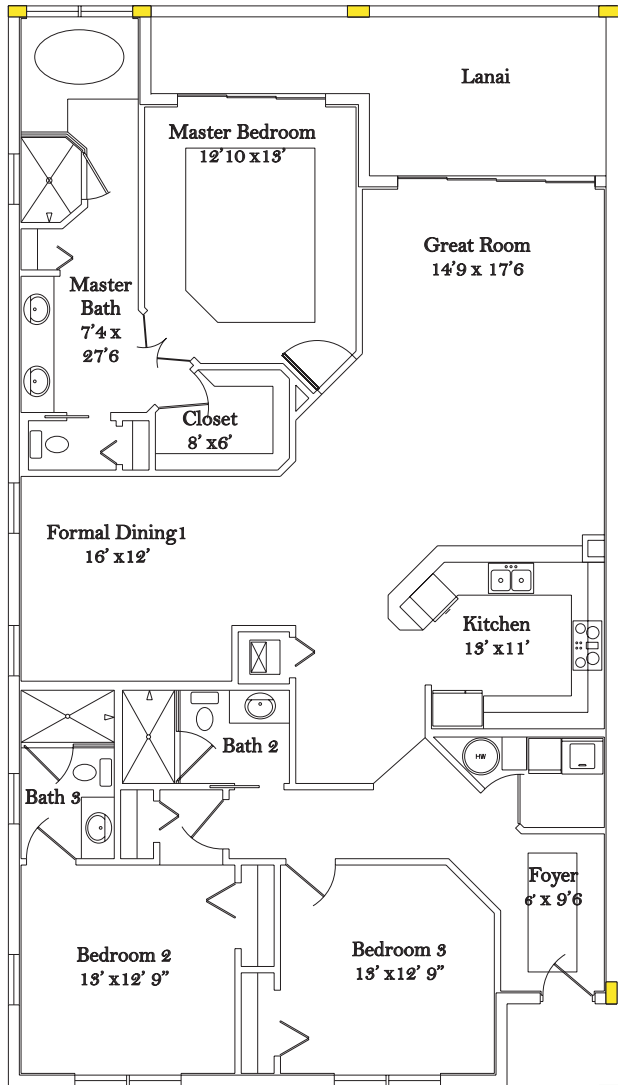 Lanai
Master Bedroom
12'10 x13'
Great Room
14'9 x 17'6
Master
Bath
7'4 x
27'6
Closet
8' x6'
Formal Dining1
16' x12'
Kitchen
13' x11'
Bath 2
HW
Bath 3
Foyer
6' x 9'6
Bedroom 2
13' x12' 9”
Bedroom 3
13' x12' 9”